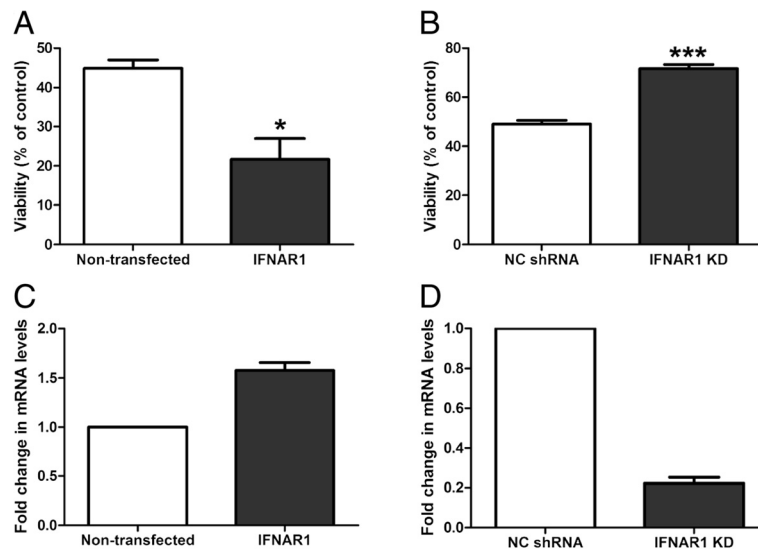 A
Viability (% of control)
50
40
30
20
10
0
*
Non-transfected
IFNAR1
B
Viability (% of control)
80
60
40
20
0
***
NC shRNA
IFNAR1 KD
C
Fold change in mRNA levels
2.0
1.5
1.0
0.5
0.0
Non-transfected
IFNAR1
D
Fold change in mRNA levels
1.0
0.8
0.6
0.4
0.2
0.0
NC shRNA
IFNAR1 KD